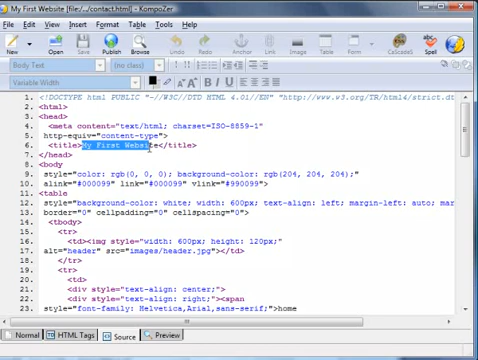 My First Website [file:/.../contact.html] - KompoZer
File Edit View Insert Format Table Tools Help
New Open Save Publish Browse Undo Redo Anchor Link Image Table Form CaScadeS Spell
Body Text (no class)
Variable Width
1. <!DOCTYPE html PUBLIC "-//W3C//DTD HTML 4.01//EN" "http://www.w3.org/TR/html4/strict.dt
2. <html>
3. <head>
4. <meta content="text/html; charset=ISO-8859-1"
5. http-equiv="content-type">
6. <title>My First Website</title>
7. </head>
8. <body
9. style="color: rgb(0, 0, 0); background-color: rgb(204, 204, 204);"
10. alink="#000099" link="#000099" vlink="#990099">
11. <table
12. style="background-color: white; width: 600px; text-align: left; margin-left: auto; mar
13. border="0" cellpadding="0" cellspacing="0">
14. <tbody>
15. <tr>
16. <td><img style="width: 600px; height: 120px;"
17. alt="header" src="images/header.jpg"></td>
18. </tr>
19. <tr>
20. <td>
21. <div style="text-align: center;">
22. <div style="text-align: right;"><span
23. style="font-family: Helvetica,Arial,sans-serif;">home
Normal HTML Tags Source Preview